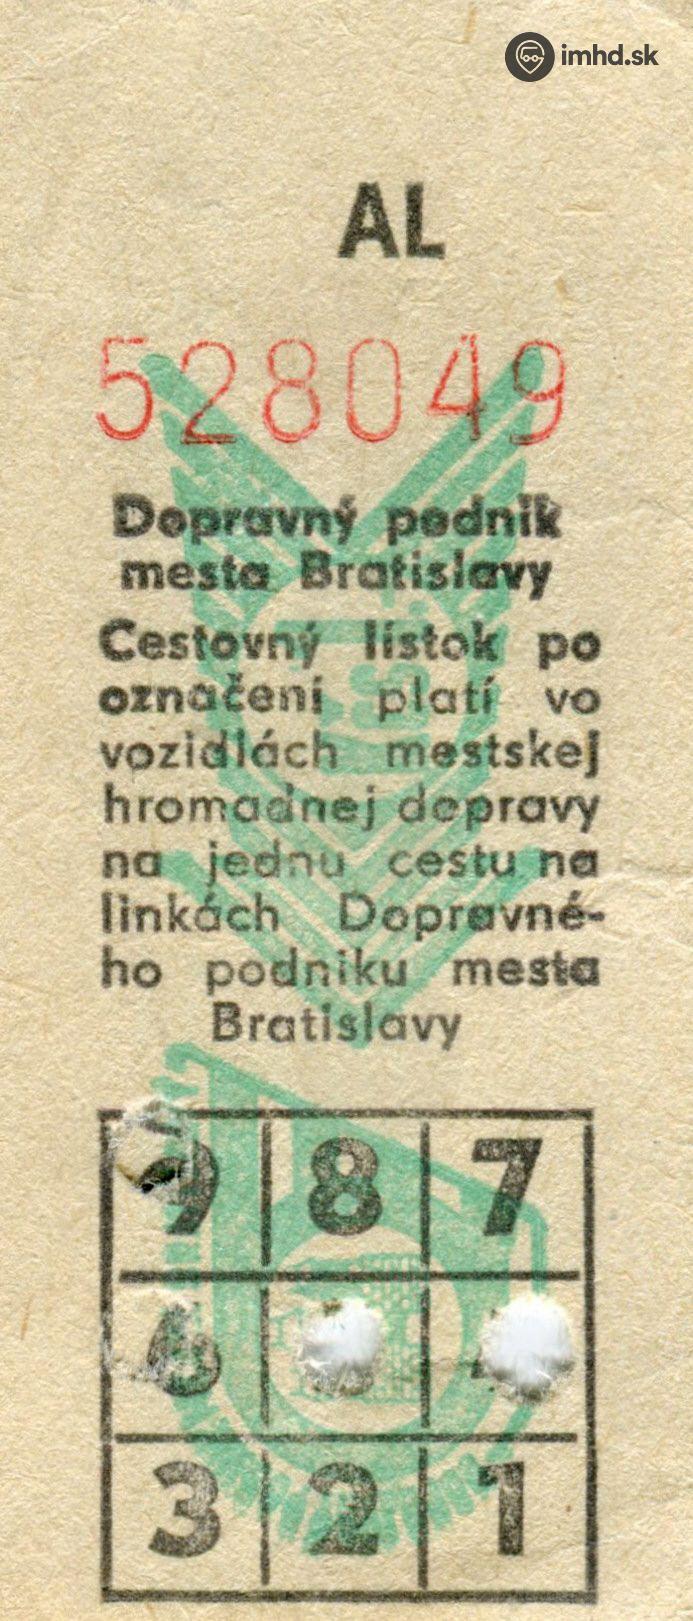 imhd.sk
AL
528049
Dopravný podnik
mesta Bratislavy
Cestovný lístok po
označení platí vo
vozidlách mestskej
hromadnej dopravy
na jednu cestu na
linkách Dopravné-
ho podniku mesta
Bratislavy
9 8 7
6
3 2 1